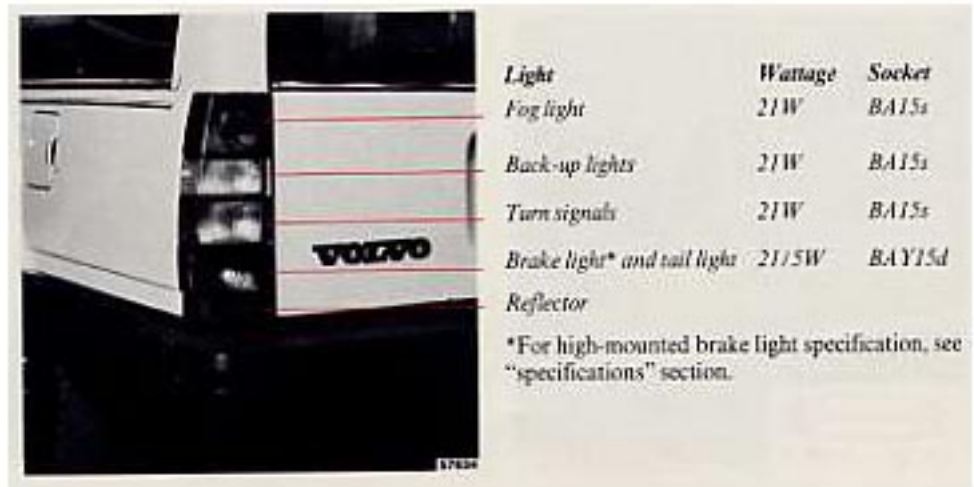 Light Wattage Socket
Fog light 21W BA15s
Back-up lights 21W BA15s
Turn signals 21W BA15s
VOLVO
Brake light* and tail light 21/5W BAY15d
Reflector
*For high-mounted brake light specification, see
“specifications” section.